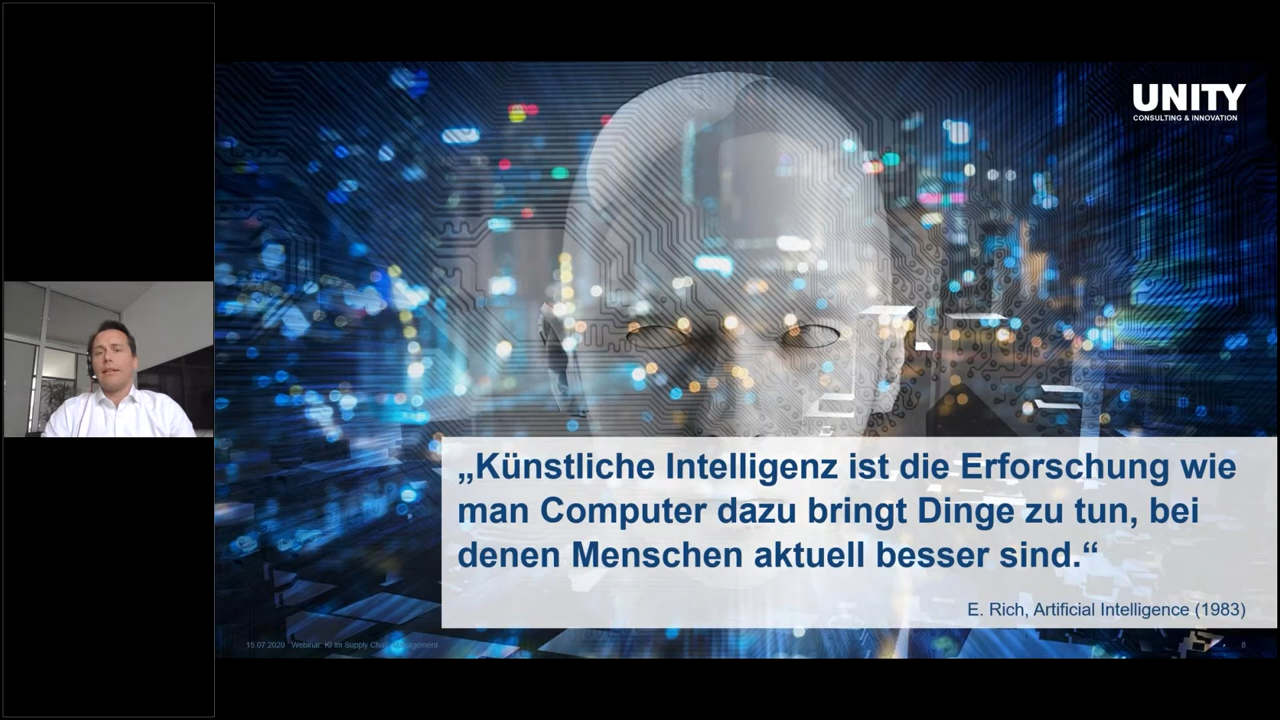 UNITY
CONSULTING & INNOVATION
„Künstliche Intelligenz ist die Erforschung wie
man Computer dazu bringt Dinge zu tun, bei
denen Menschen aktuell besser sind.“
E. Rich, Artificial Intelligence (1983)
15.07.2020 Webinar: KI im Supply Chain Management
8